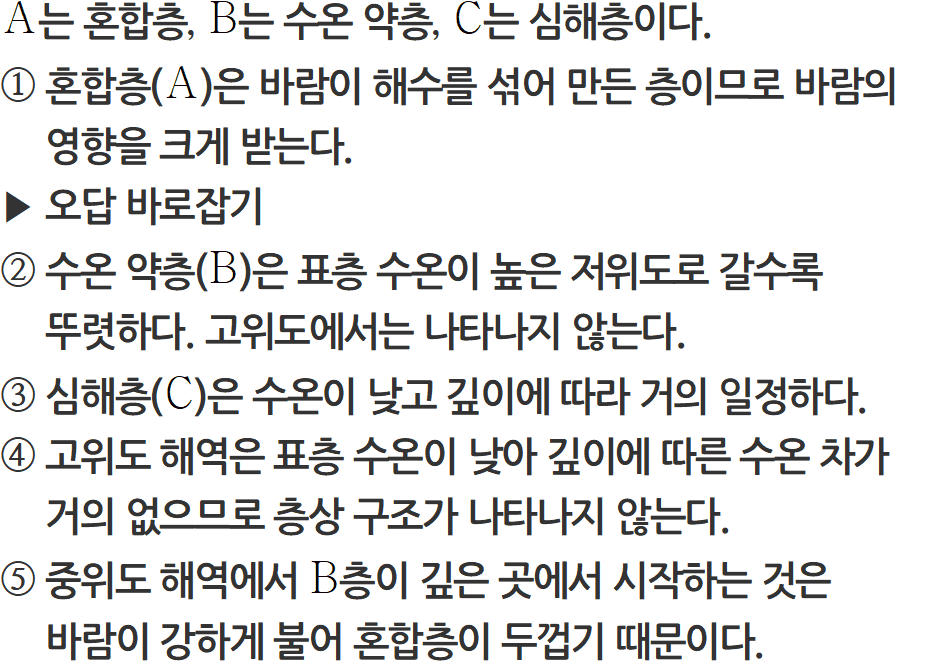 A는 혼합층, B는 수온 약층, C는 심해층이다.
① 혼합층(A)은 바람이 해수를 섞어 만든 층이므로 바람의
영향을 크게 받는다.
▶ 오답 바로잡기
② 수온 약층(B)은 표층 수온이 높은 저위도로 갈수록
뚜렷하다. 고위도에서는 나타나지 않는다.
③ 심해층(C)은 수온이 낮고 깊이에 따라 거의 일정하다.
④ 고위도 해역은 표층 수온이 낮아 깊이에 따른 수온 차가
거의 없으므로 층상 구조가 나타나지 않는다.
⑤ 중위도 해역에서 B층이 깊은 곳에서 시작하는 것은
바람이 강하게 불어 혼합층이 두껍기 때문이다.